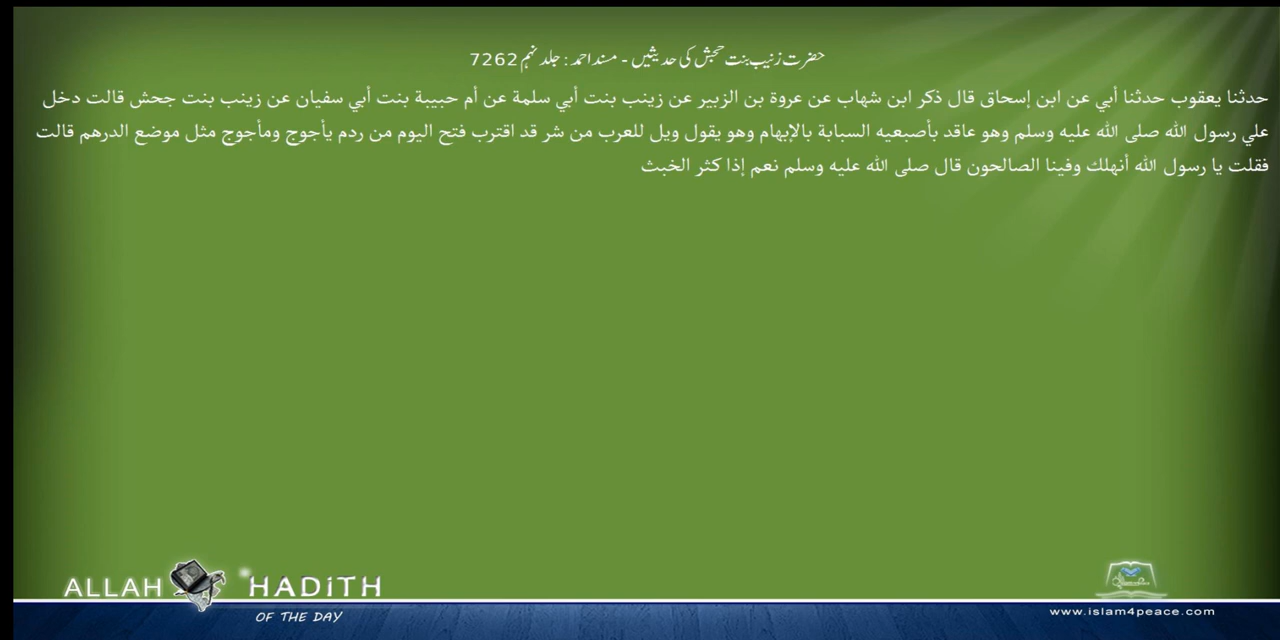 حضرت زینب بنت جحش کی حدیثیں - مسند احمد : جلد نہم 7262
حدثنا يعقوب حدثنا أبي عن ابن إسحاق قال ذكر ابن شهاب عن عروة بن الزبير عن زينب بنت أبي سلمة عن أم حبيبة بنت أبي سفيان عن زينب بنت جحش قالت دخل
علي رسول الله صلى الله عليه وسلم وهو عاقد بأصبعيه السبابة بالإبهام وهو يقول ويل للعرب من شر قد اقترب فتح اليوم من ردم يأجوج ومأجوج مثل موضع الدرهم قالت
فقلت يا رسول الله أنهلك وفينا الصالحون قال صلى الله عليه وسلم نعم إذا كثر الخبث
ALLAH HADITH
OF THE DAY
www.islam4peace.com